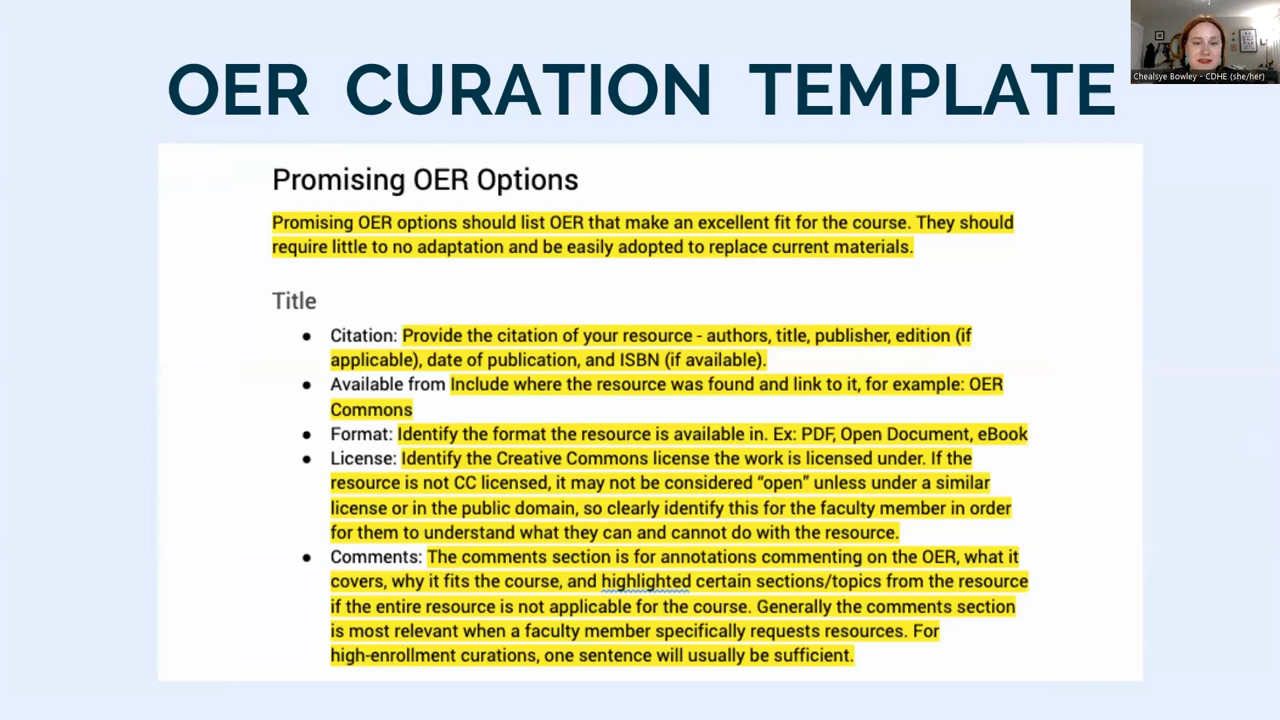 OER CURATION TEMPLATE
Chealsye Bowley - CDHE (she/her)
Promising OER Options
Promising OER options should list OER that make an excellent fit for the course. They should
require little to no adaptation and be easily adopted to replace current materials.
Title
● Citation: Provide the citation of your resource - authors, title, publisher, edition (if
applicable), date of publication, and ISBN (if available).
● Available from Include where the resource was found and link to it, for example: OER
Commons
● Format: Identify the format the resource is available in. Ex: PDF, Open Document, eBook
● License: Identify the Creative Commons license the work is licensed under. If the
resource is not CC licensed, it may not be considered “open” unless under a similar
license or in the public domain, so clearly identify this for the faculty member in order
for them to understand what they can and cannot do with the resource.
● Comments: The comments section is for annotations commenting on the OER, what it
covers, why it fits the course, and highlighted certain sections/topics from the resource
if the entire resource is not applicable for the course. Generally the comments section
is most relevant when a faculty member specifically requests resources. For
high-enrollment curations, one sentence will usually be sufficient.